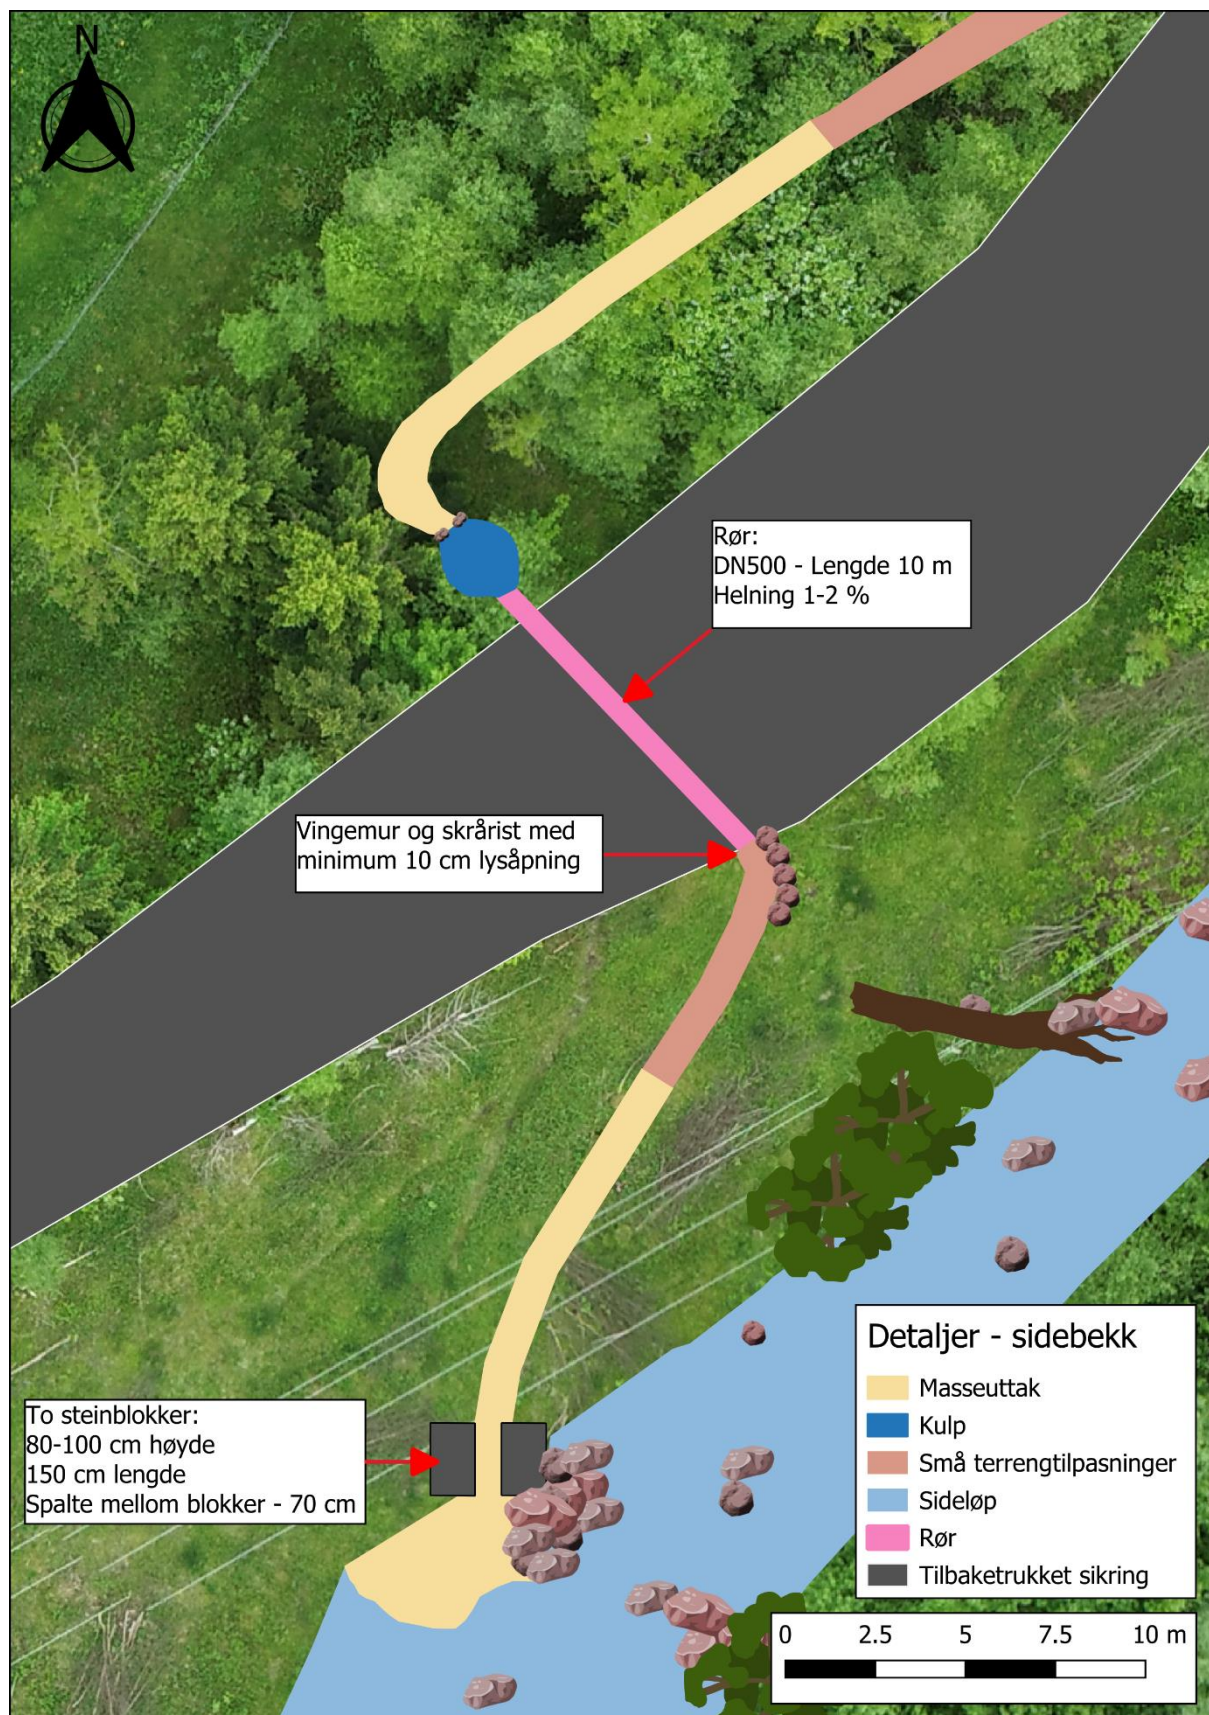 N
Rør:
DN500 - Lengde 10 m
Helning 1-2 %
Vingemur og skrårist med
minimum 10 cm lysåpning
To steinblokker:
80-100 cm høyde
150 cm lengde
Spalte mellom blokker - 70 cm
Detaljer - sidebekk
Masseuttak
Kulp
Små terrengtilpasninger
Sideløp
Rør
Tilbaketrukket sikring
0 2.5 5 7.5 10 m